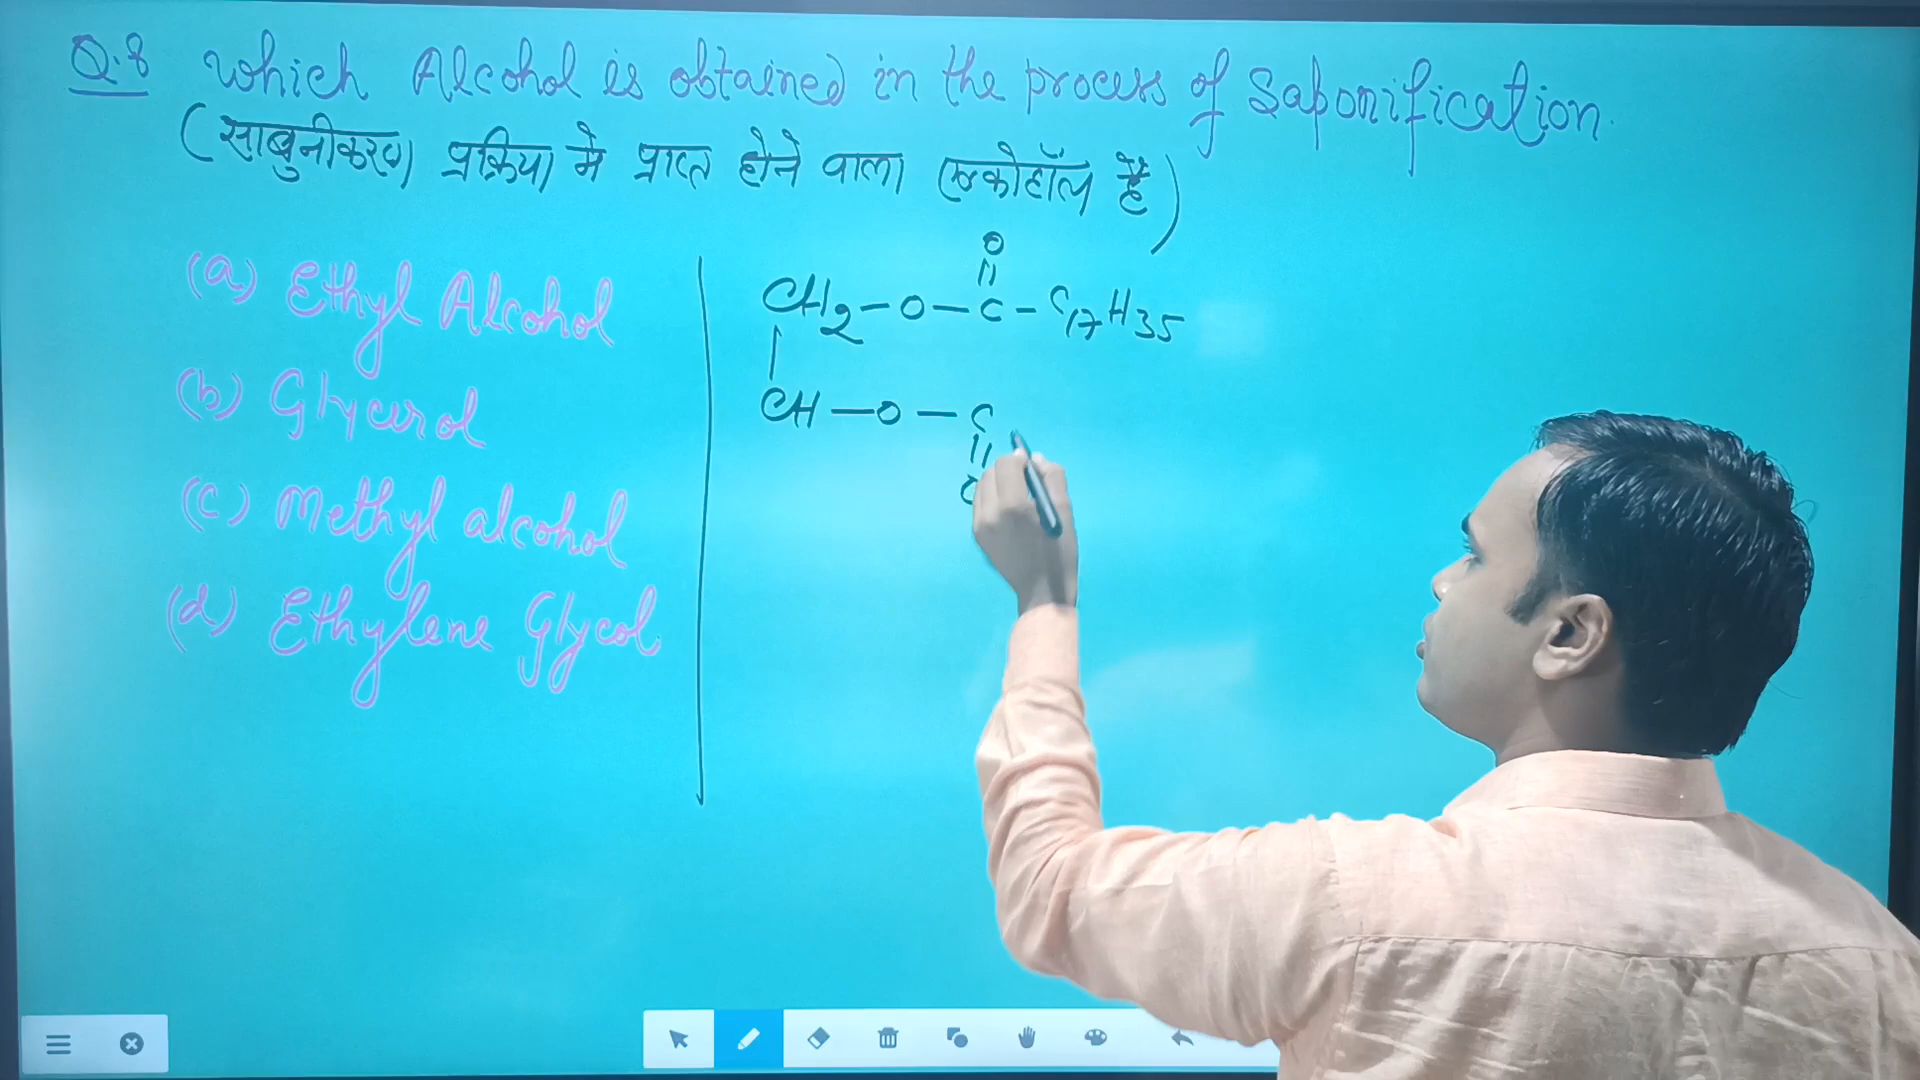 Q.8 which Alcohol is obtained in the process of Saponification.
(साबुनीकरण प्रक्रिया मे प्राप्त होने वाला एल्कोहॉल है)
(a) Ethyl Alcohol
(b) Glycerol
(c) Methyl alcohol
(d) Ethylene Glycol.
O
||
CH2-O-C-C17H35
|
CH-O-C
||